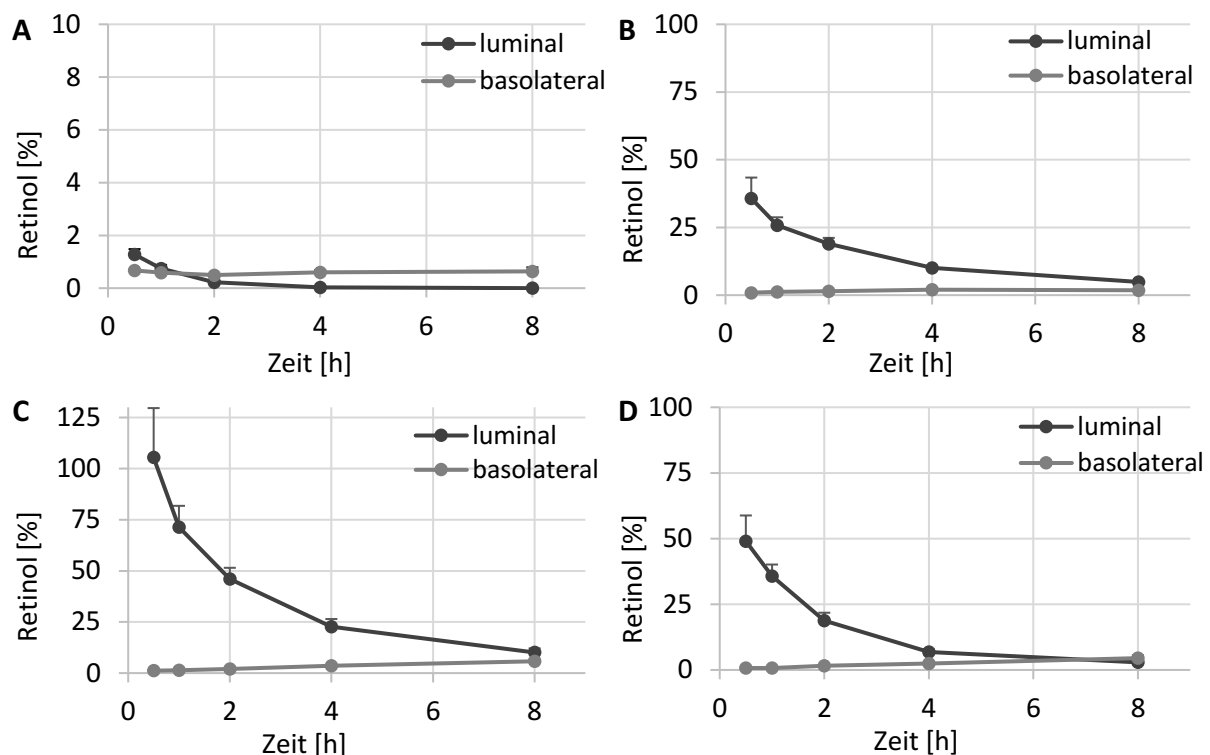 A
10
8
6
4
2
0
Retinol [%]
luminal
basolateral
0 2 4 6 8
Zeit [h]
B
100
75
50
25
0
Retinol [%]
luminal
basolateral
0 2 4 6 8
Zeit [h]
C
125
100
75
50
25
0
Retinol [%]
luminal
basolateral
0 2 4 6 8
Zeit [h]
D
100
75
50
25
0
Retinol [%]
luminal
basolateral
0 2 4 6 8
Zeit [h]